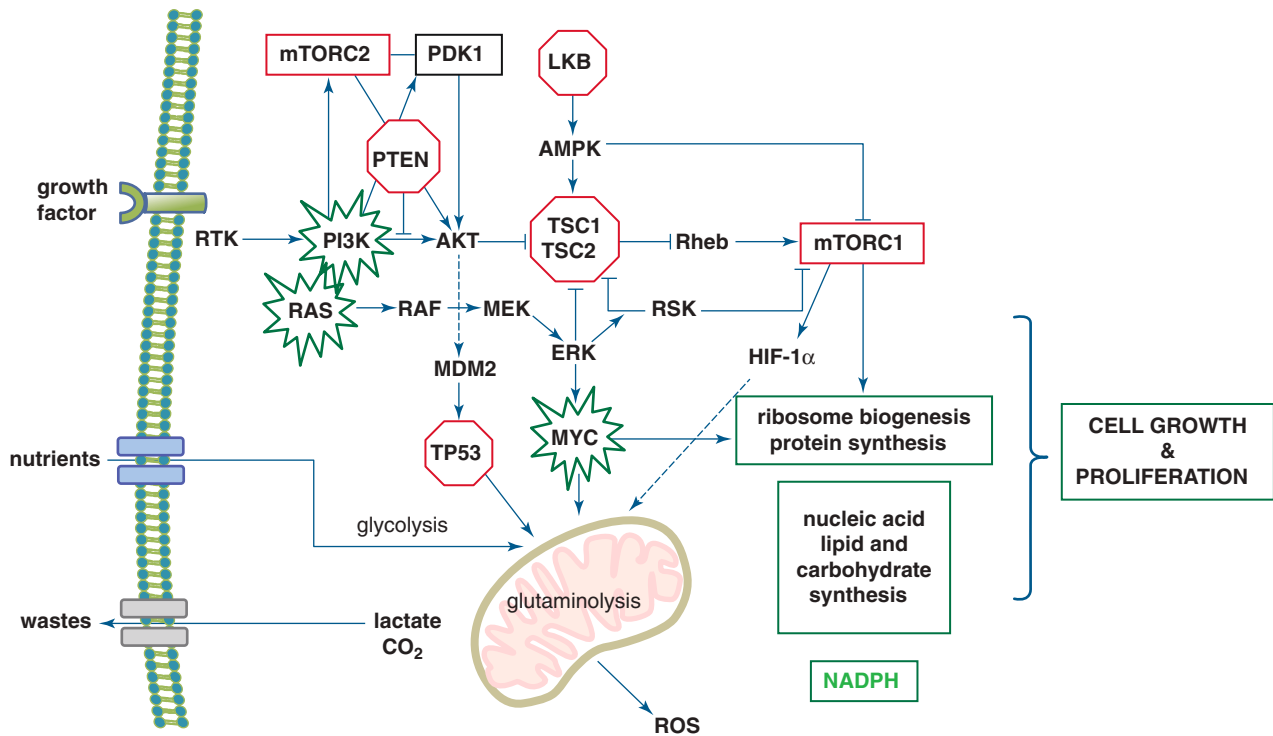 mTORC2
PDK1
LKB
PTEN
AMPK
growth
factor
RTK
PI3K
AKT
TSC1
TSC2
Rheb
mTORC1
RAS
RAF
MEK
RSK
ERK
HIF-1α
MDM2
ribosome biogenesis
protein synthesis
CELL GROWTH
&
PROLIFERATION
MYC
TP53
nutrients
glycolysis
nucleic acid
lipid and
carbohydrate
synthesis
glutaminolysis
wastes
lactate
CO₂
NADPH
ROS